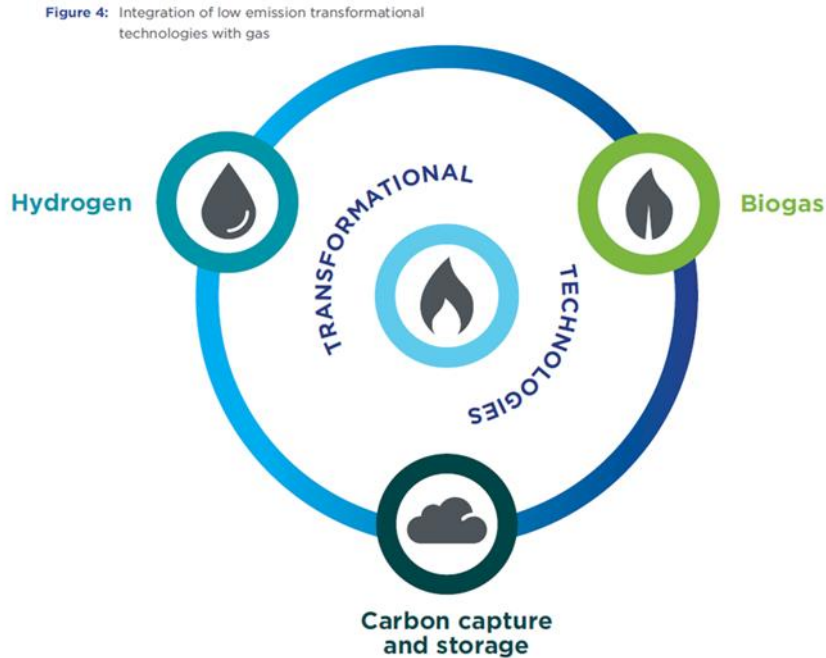 Figure 4: Integration of low emission transformational
technologies with gas
Hydrogen
TRANSFORMATIONAL
TECHNOLOGIES
Biogas
Carbon capture
and storage